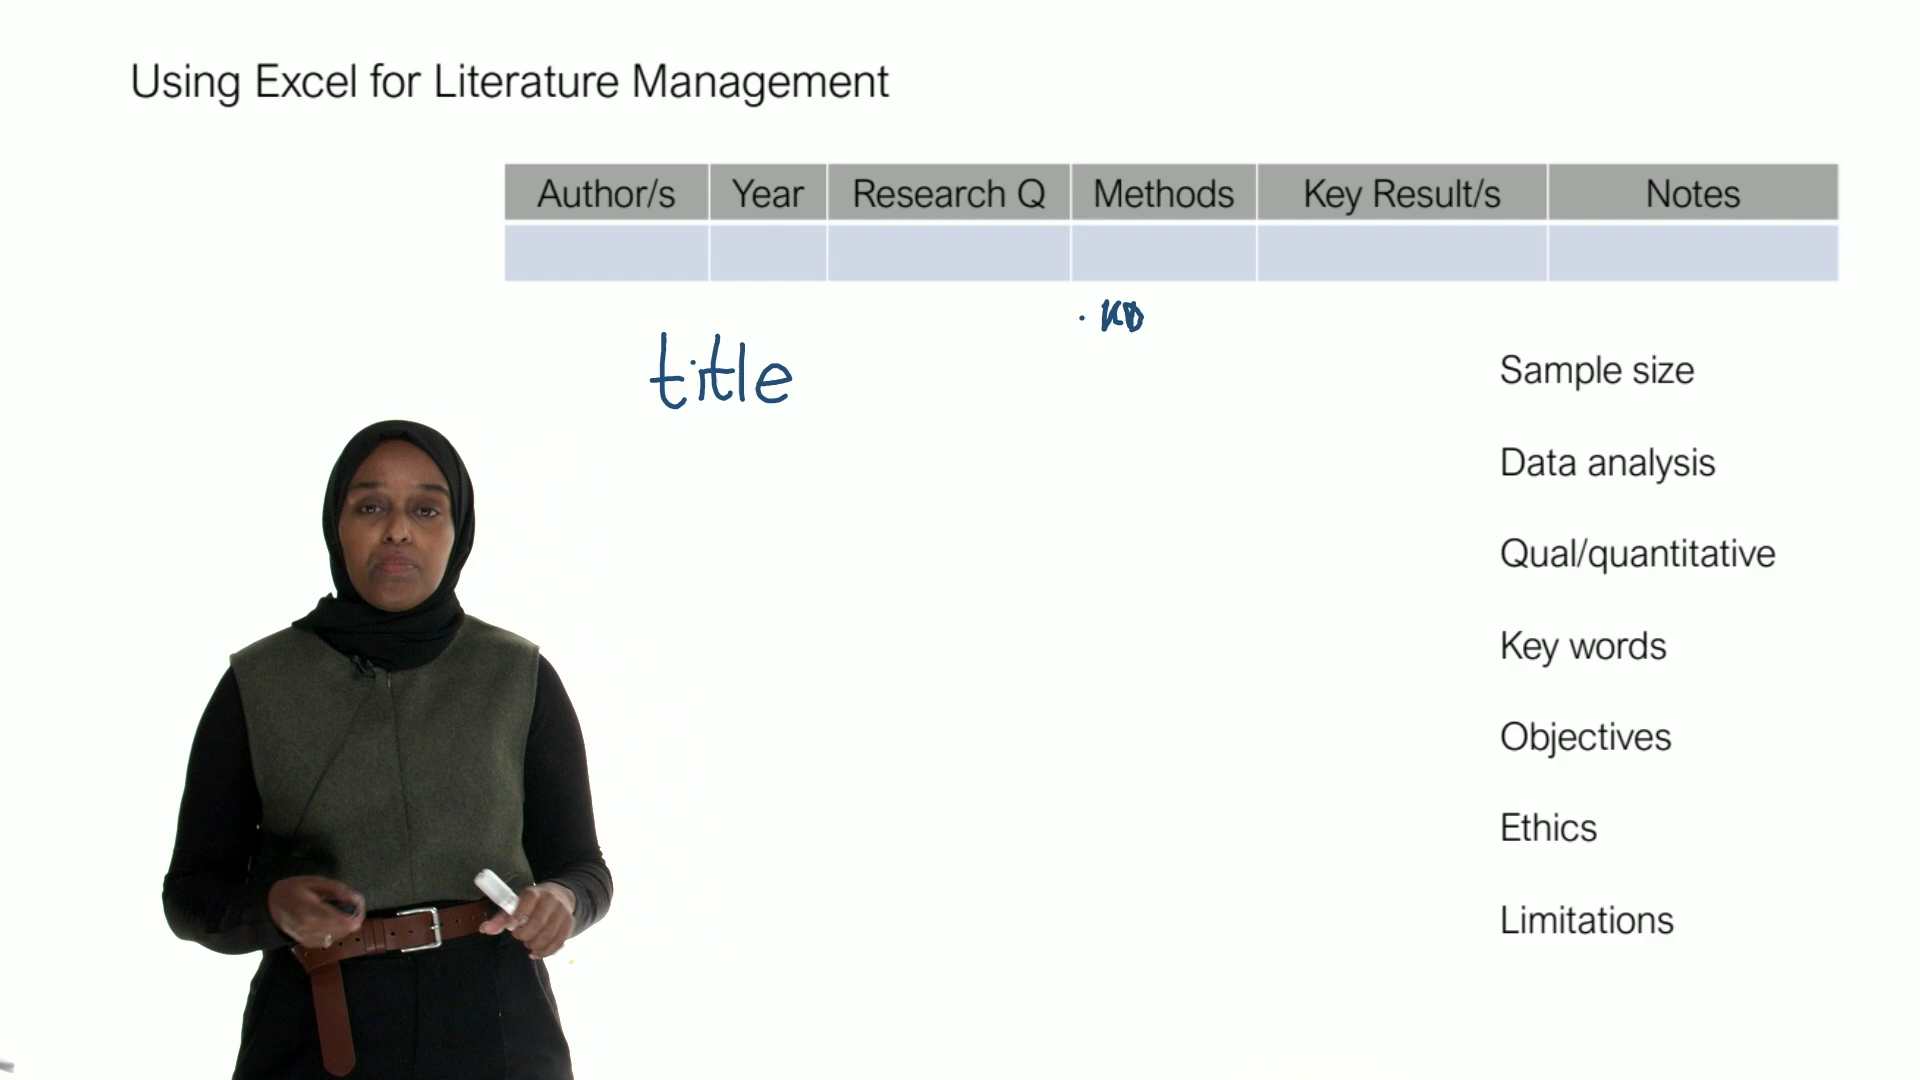 Using Excel for Literature Management
Author/s Year Research Q Methods Key Result/s Notes
title
Sample size
Data analysis
Qual/quantitative
Key words
Objectives
Ethics
Limitations